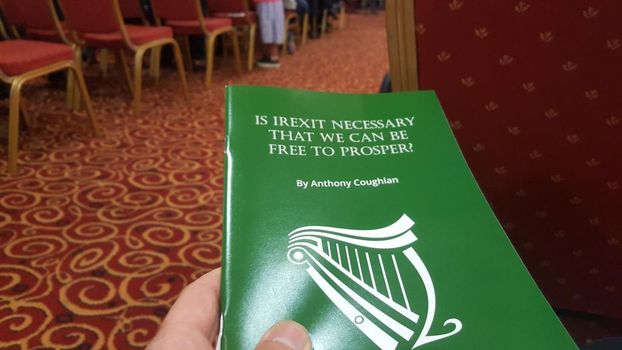 IS IREXIT NECESSARY
THAT WE CAN BE
FREE TO PROSPER?
By Anthony Coughlan